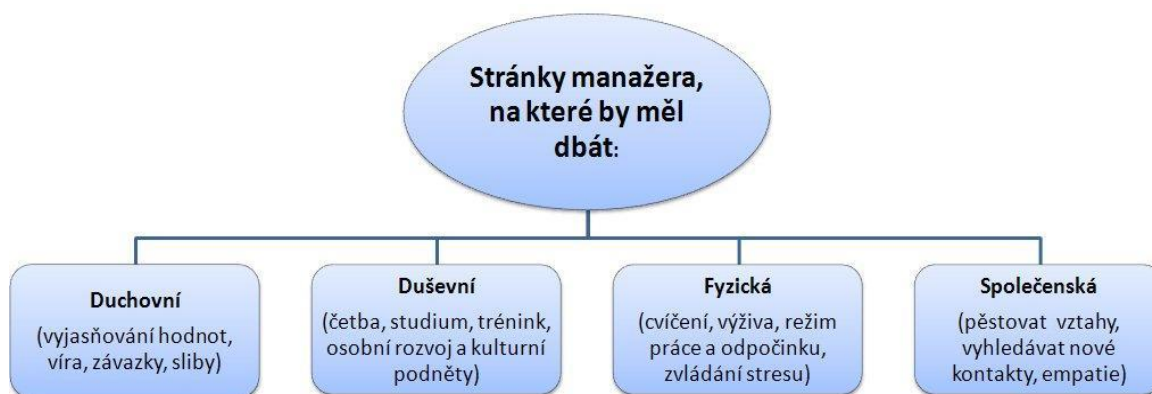 Stránky manažera,
na které by měl
dbát:
Duchovní
(vyjasňování hodnot,
víra, závazky, sliby)
Duševní
(četba, studium, trénink,
osobní rozvoj a kulturní
podněty)
Fyzická
(cvičení, výživa, režim
práce a odpočinku,
zvládání stresu)
Společenská
(pěstovat vztahy,
vyhledávat nové
kontakty, empatie)